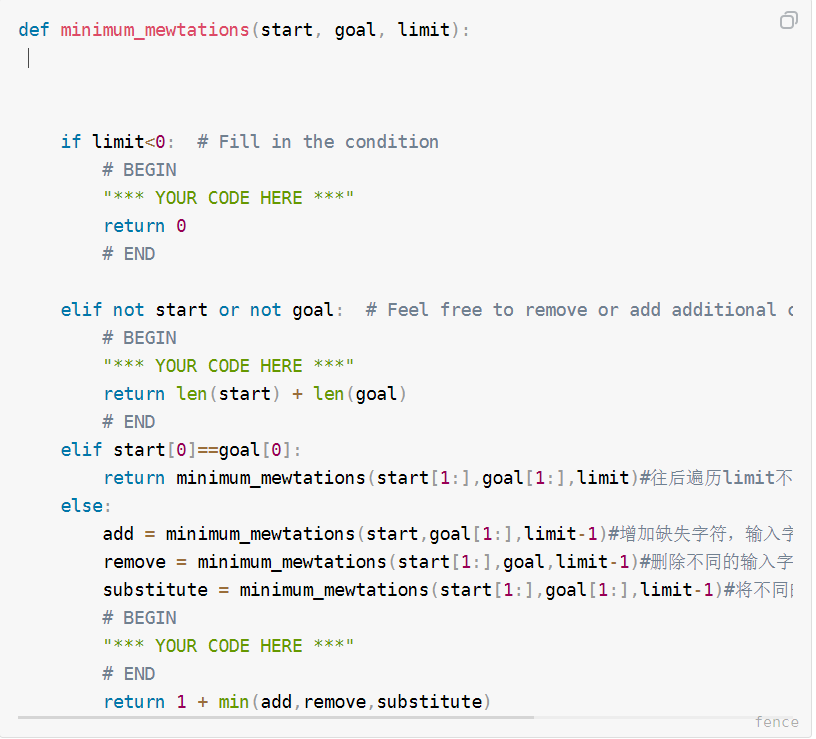 def minimum_mewtations(start, goal, limit):
    if limit<0:  # Fill in the condition
        # BEGIN
        "*** YOUR CODE HERE ***"
        return 0
        # END
    elif not start or not goal:  # Feel free to remove or add additional
        # BEGIN
        "*** YOUR CODE HERE ***"
        return len(start) + len(goal)
        # END
    elif start[0]==goal[0]:
        return minimum_mewtations(start[1:],goal[1:],limit)#往后遍历limit不
    else:
        add = minimum_mewtations(start,goal[1:],limit-1)#增加缺失字符，输入字
        remove = minimum_mewtations(start[1:],goal,limit-1)#删除不同的输入字
        substitute = minimum_mewtations(start[1:],goal[1:],limit-1)#将不同
        # BEGIN
        "*** YOUR CODE HERE ***"
        # END
        return 1 + min(add,remove,substitute)
fence